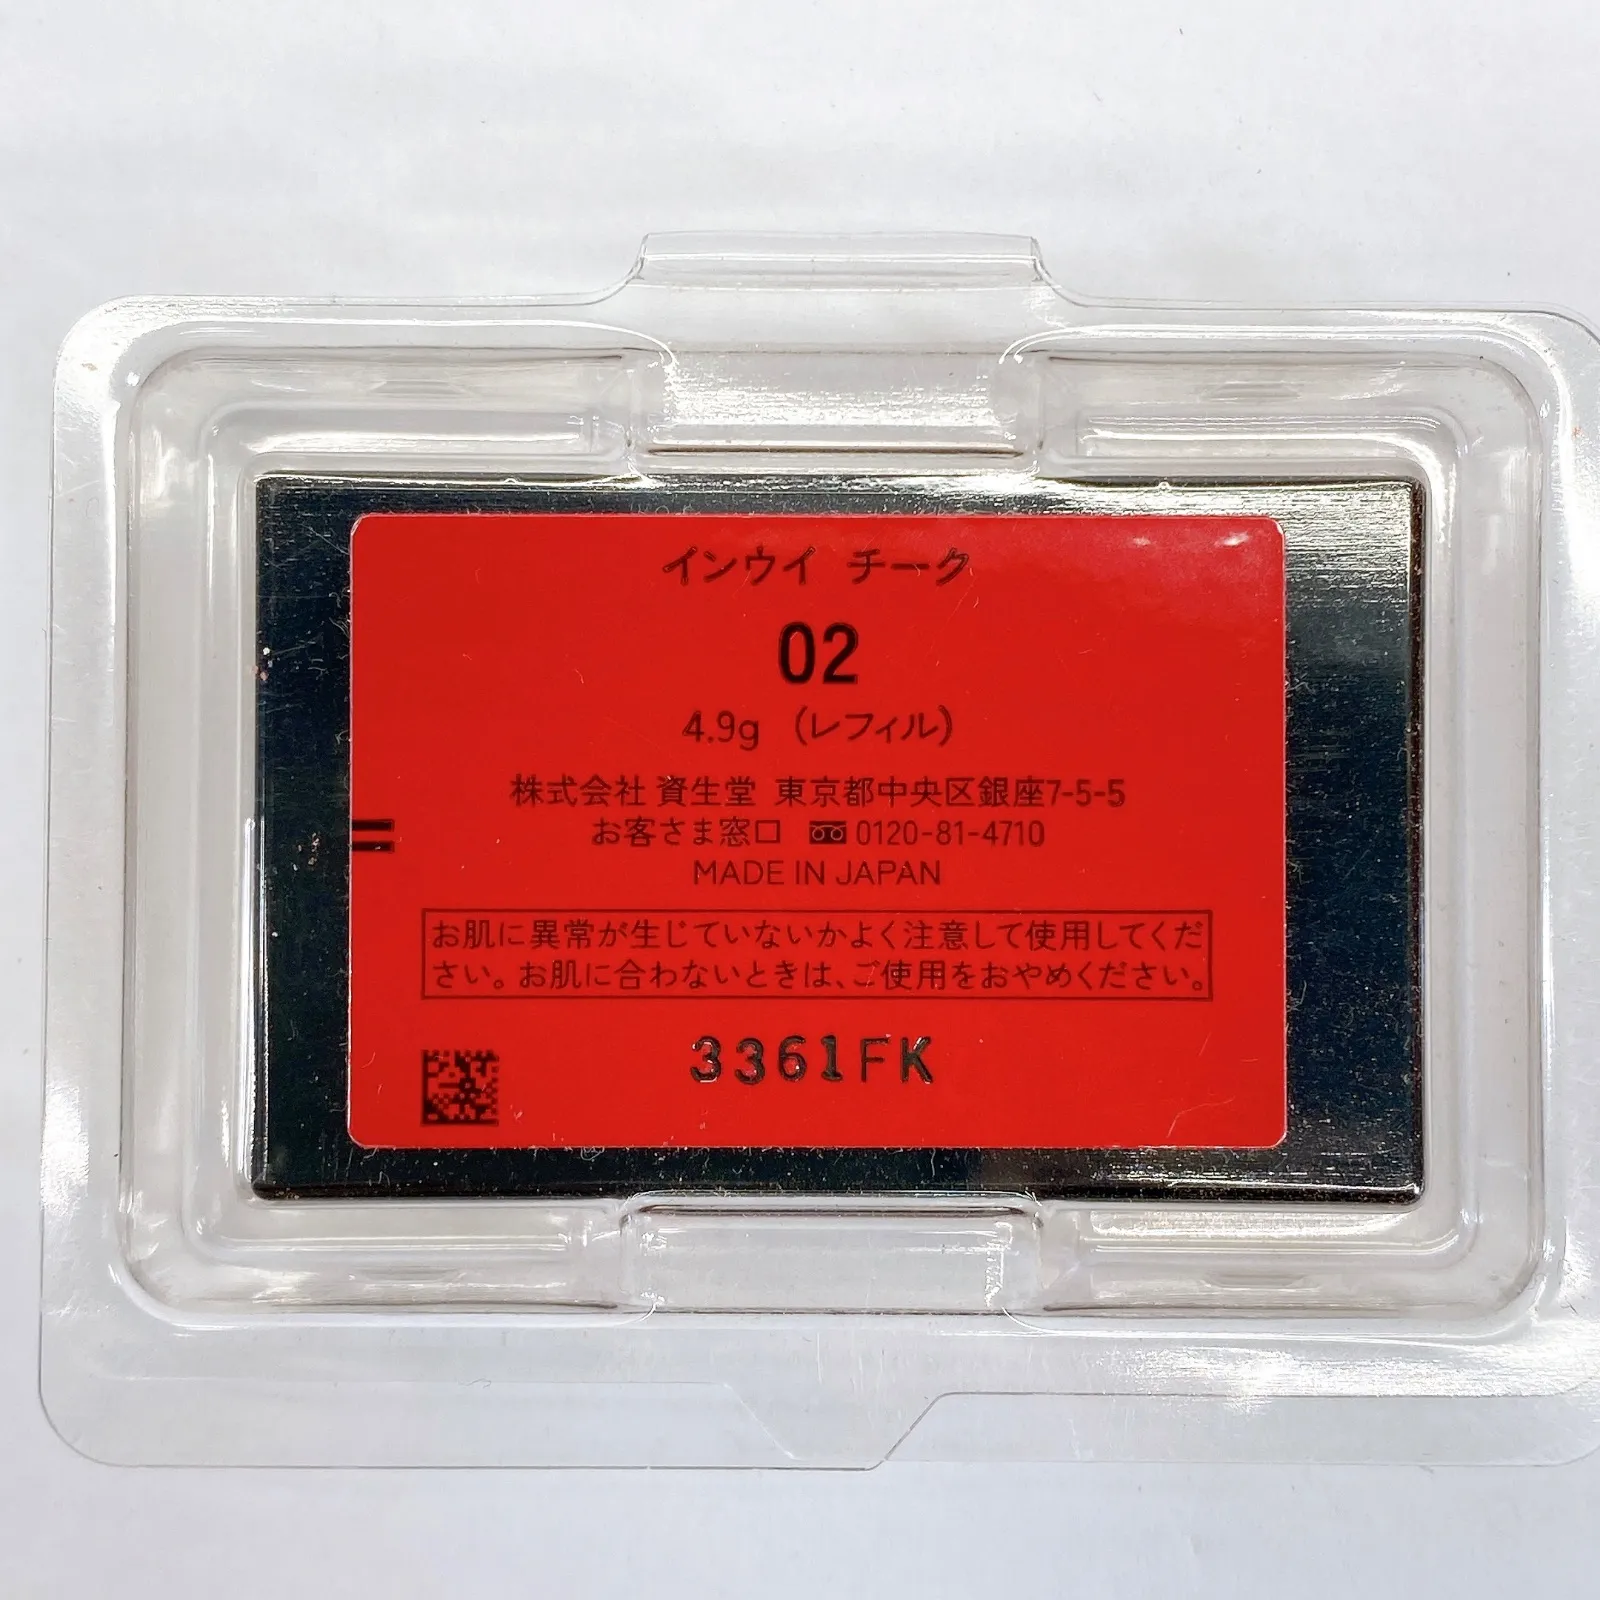 インウイ チーク
02
4.9g (レフィル)
株式会社 資生堂 東京都中央区銀座7-5-5
お客さま窓口 0120-81-4710
MADE IN JAPAN
お肌に異常が生じていないかよく注意して使用してくだ
さい。お肌に合わないときは、ご使用をおやめください。
3361FK